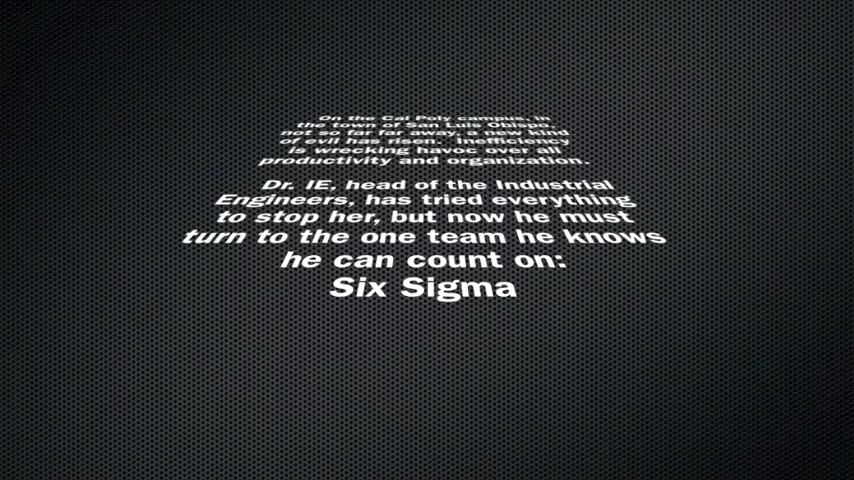 On the Cal Poly campus, in
the town of San Luis Obispo,
not so far far away, a new kind
of evil has risen. Inefficiency
is wrecking havoc over all
productivity and organization.
Dr. IE, head of the Industrial
Engineers, has tried everything
to stop her, but now he must
turn to the one team he knows
he can count on:
Six Sigma